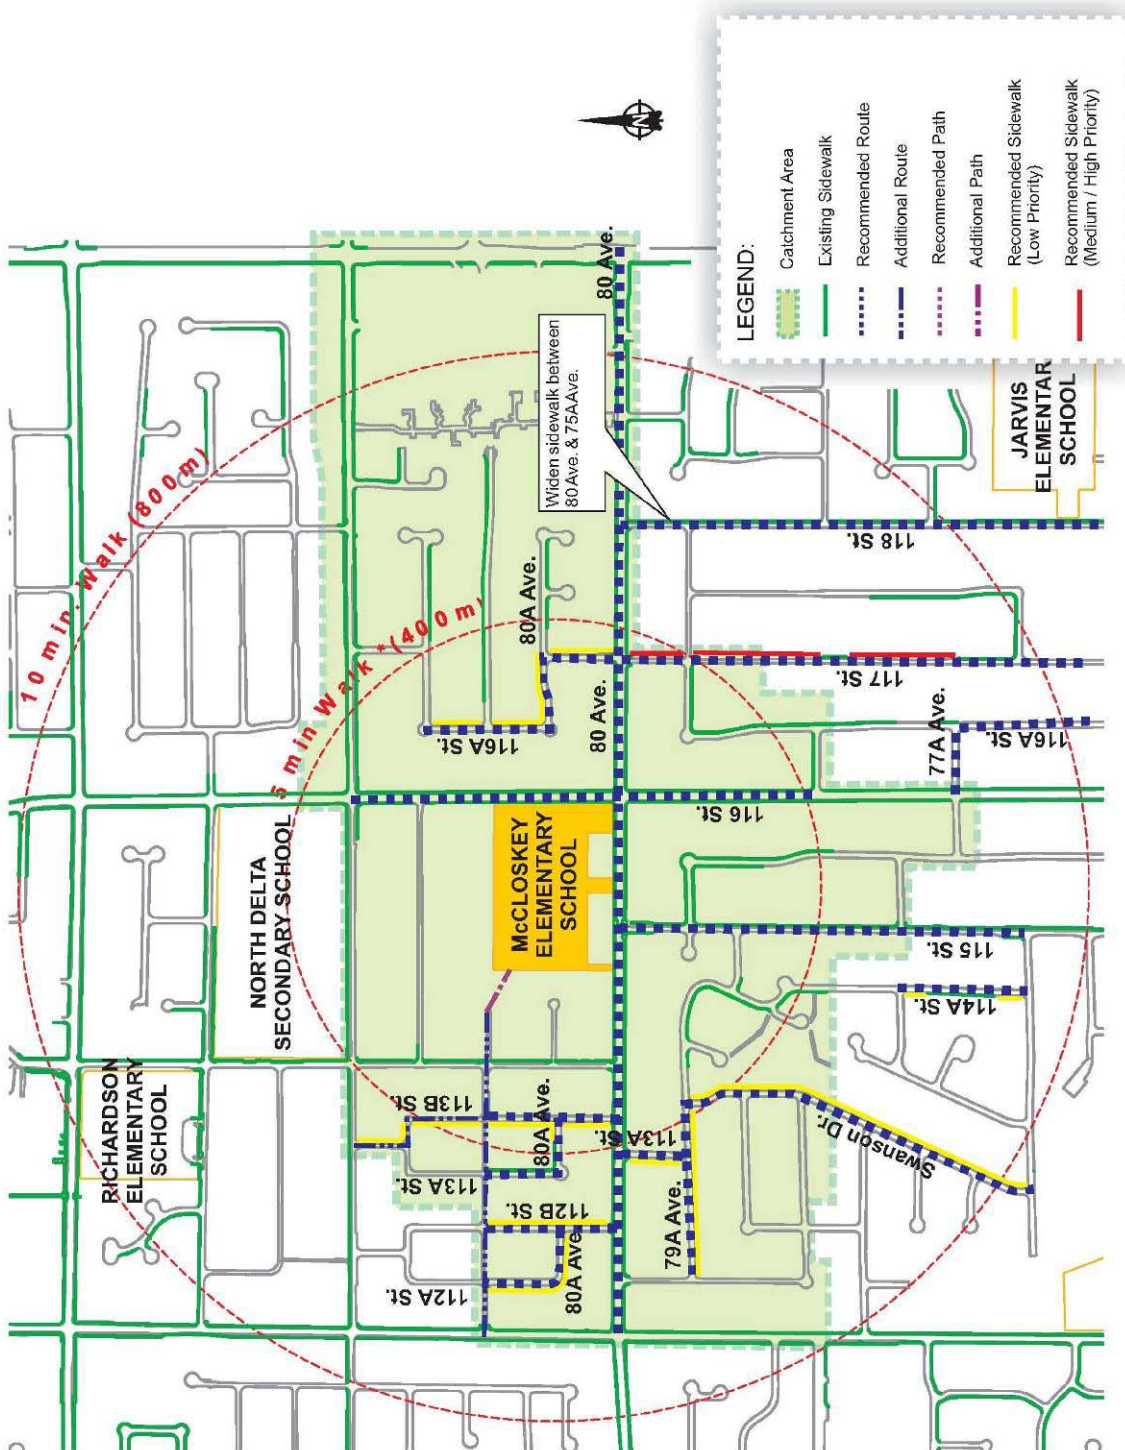 10 min. Walk (800m)
5 min Walk *(400m)
RICHARDSON
ELEMENTARY
SCHOOL
NORTH DELTA
SECONDARY SCHOOL
McCLOSKEY
ELEMENTARY
SCHOOL
JARVIS
ELEMENTAR
SCHOOL
Widen sidewalk between
80 Ave. & 75AAve.
80 Ave.
80A Ave.
116A St.
80 Ave.
118 St.
117 St.
77A Ave.
116A St.
116 St.
115 St.
114A St.
113B St.
80A Ave.
113A St.
113A St.
112B St.
80A Ave
112A St.
79A Ave.
Swanson Dr.
N
LEGEND:
Catchment Area
Existing Sidewalk
Recommended Route
Additional Route
Recommended Path
Additional Path
Recommended Sidewalk
(Low Priority)
Recommended Sidewalk
(Medium / High Priority)